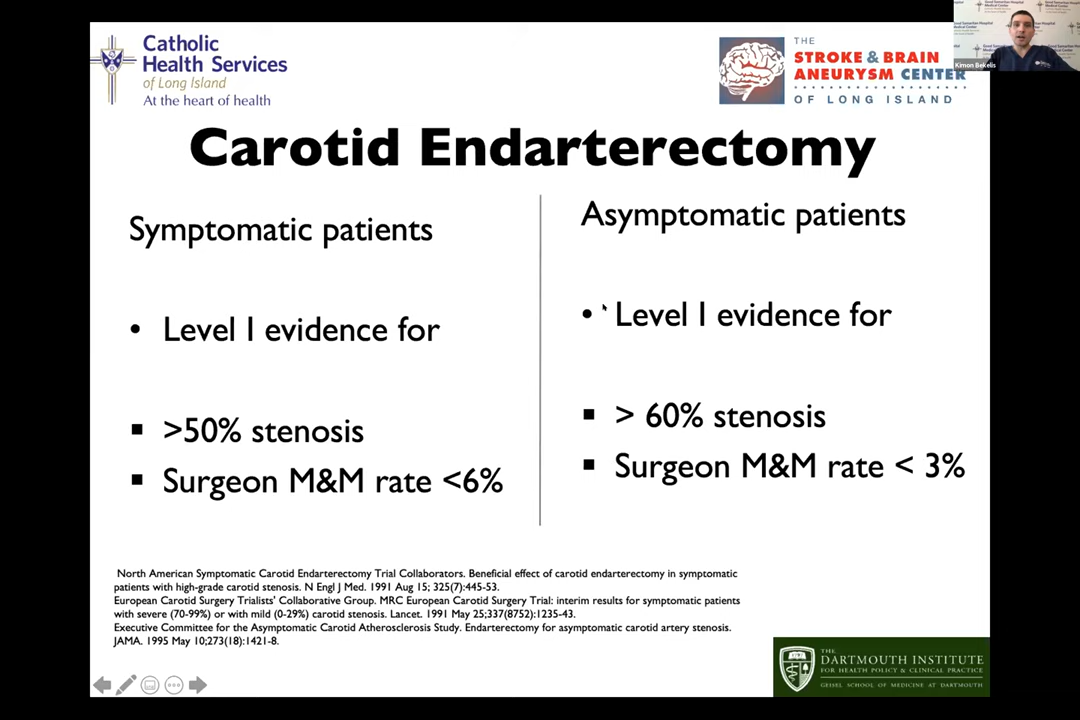 Catholic
Health Services
of Long Island
At the heart of health
THE
STROKE & BRAIN
ANEURYSM CENTER
OF LONG ISLAND
Kimon Bekelis
Carotid Endarterectomy
Symptomatic patients
• Level I evidence for
▪ >50% stenosis
▪ Surgeon M&M rate <6%
Asymptomatic patients
• Level I evidence for
▪ > 60% stenosis
▪ Surgeon M&M rate < 3%
North American Symptomatic Carotid Endarterectomy Trial Collaborators. Beneficial effect of carotid endarterectomy in symptomatic
patients with high-grade carotid stenosis. N Engl J Med. 1991 Aug 15; 325(7):445-53.
European Carotid Surgery Trialists' Collaborative Group. MRC European Carotid Surgery Trial: interim results for symptomatic patients
with severe (70-99%) or with mild (0-29%) carotid stenosis. Lancet. 1991 May 25;337(8752):1235-43.
Executive Committee for the Asymptomatic Carotid Atherosclerosis Study. Endarterectomy for asymptomatic carotid artery stenosis.
JAMA. 1995 May 10;273(18):1421-8.
THE
DARTMOUTH INSTITUTE
FOR HEALTH POLICY & CLINICAL PRACTICE
GEISEL SCHOOL OF MEDICINE AT DARTMOUTH